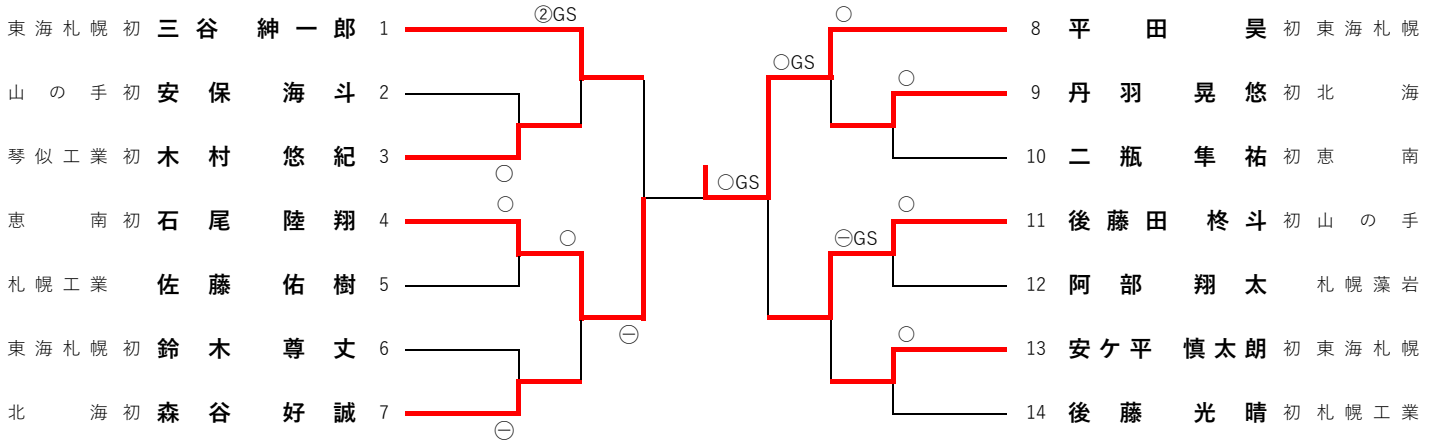 ②GS
東海札幌 初 三谷 紳一郎 1
山の手 初 安保 海斗 2
琴似工業 初 木村 悠紀 3
○
○
恵南 初 石尾 陸翔 4
○
札幌工業 佐藤 佑樹 5
㊀
東海札幌 初 鈴木 尊丈 6
北海 初 森谷 好誠 7
㊀
○GS
○
8 平田 昊 初 東海札幌
○GS
○
9 丹羽 晃悠 初 北海
10 二瓶 隼祐 初 恵南
○
11 後藤田 柊斗 初 山の手
㊀GS
12 阿部 翔太 札幌藻岩
○
13 安ケ平 慎太朗 初 東海札幌
14 後藤 光晴 初 札幌工業